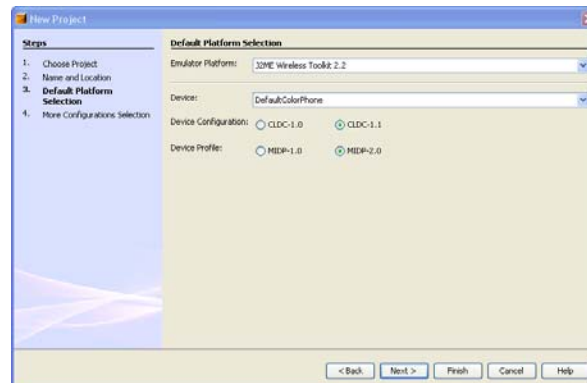 New Project
Steps
1. Choose Project
2. Name and Location
3. Default Platform
Selection
4. More Configurations Selection
Default Platform Selection
Emulator Platform: J2ME Wireless Toolkit 2.2
Device: DefaultColorPhone
Device Configuration: CLDC-1.0 CLDC-1.1
Device Profile: MIDP-1.0 MIDP-2.0
< Back Next > Finish Cancel Help